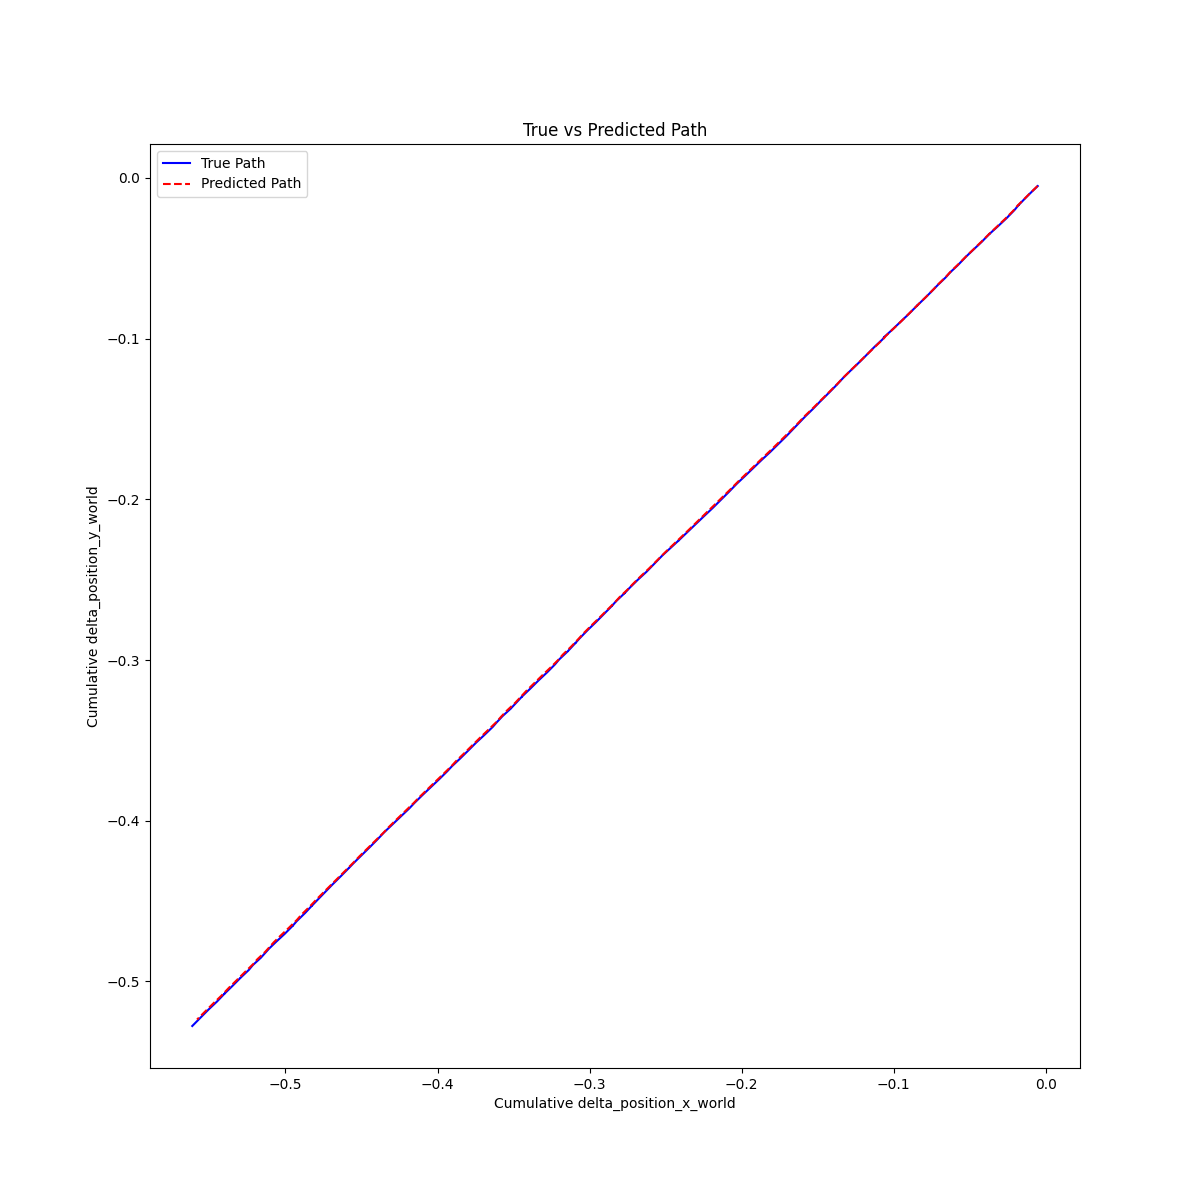 True vs Predicted Path
True Path
Predicted Path
0.0
−0.1
−0.2
−0.3
−0.4
−0.5
Cumulative delta_position_y_world
−0.5
−0.4
−0.3
−0.2
−0.1
0.0
Cumulative delta_position_x_world